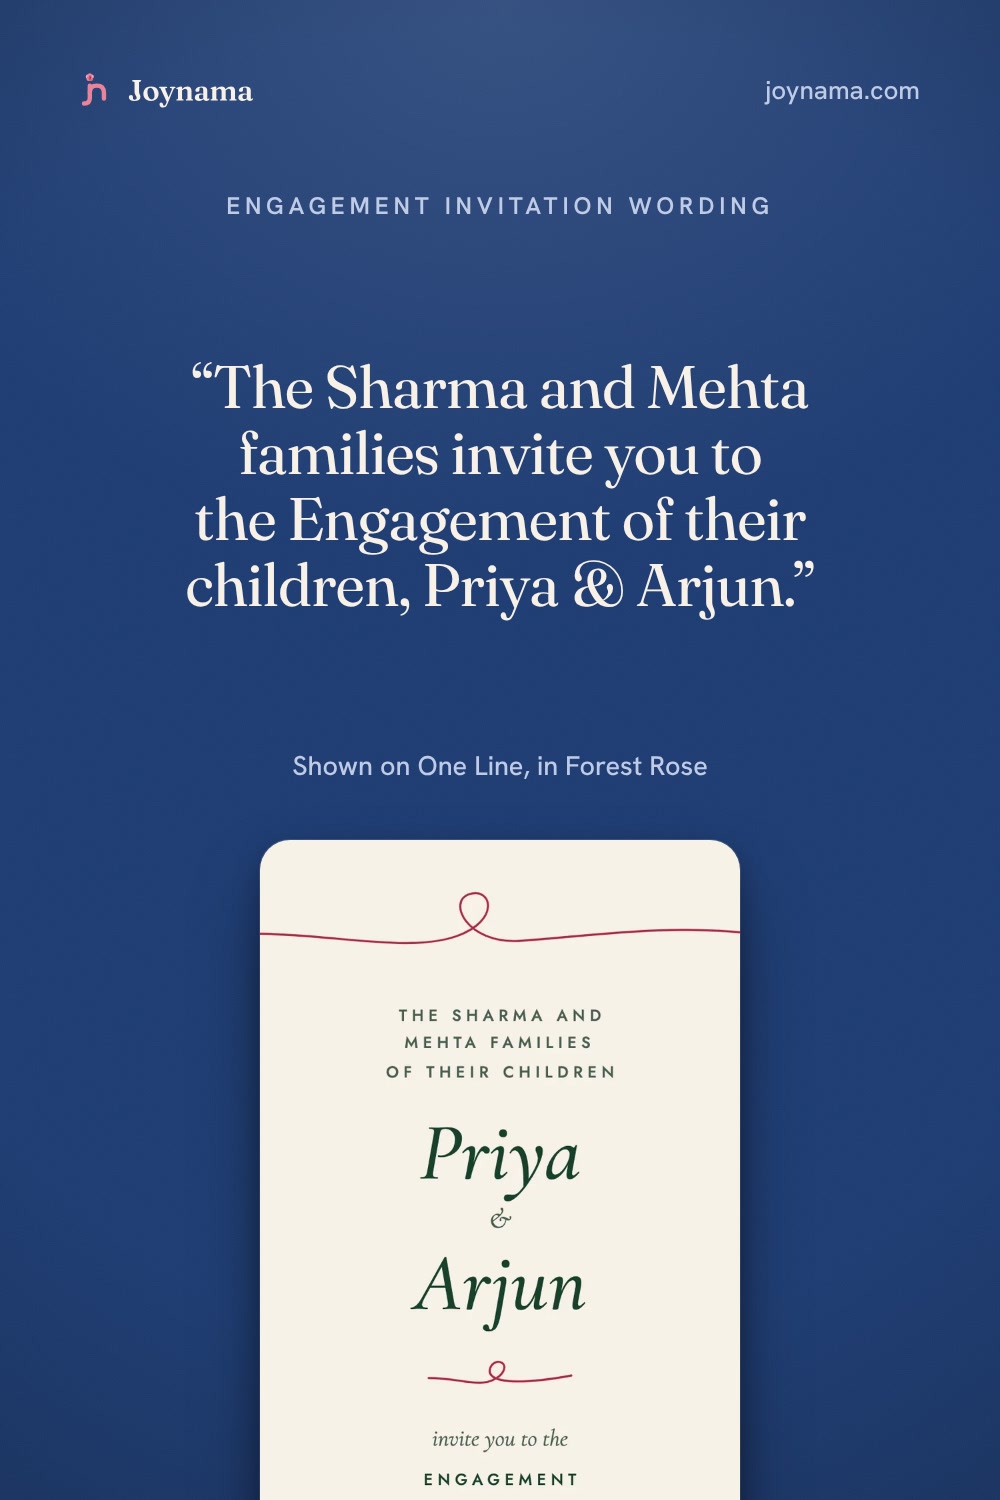 Joynama
joynama.com
ENGAGEMENT INVITATION WORDING
“The Sharma and Mehta
families invite you to
the Engagement of their
children, Priya & Arjun.”
Shown on One Line, in Forest Rose
THE SHARMA AND
MEHTA FAMILIES
OF THEIR CHILDREN
Priya
&
Arjun
invite you to the
ENGAGEMENT